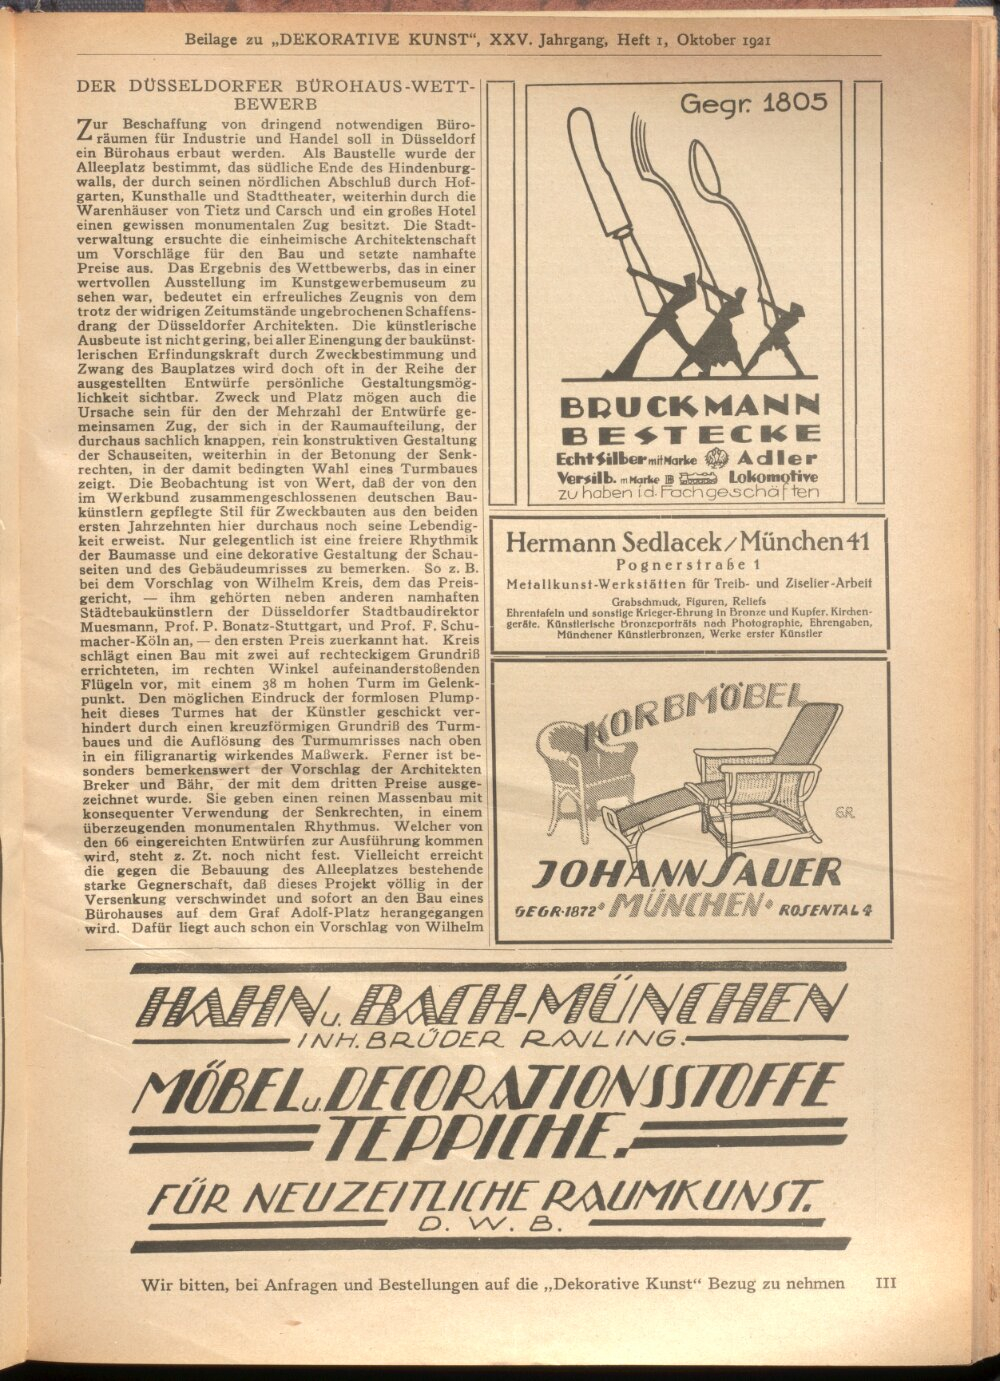 Beilage zu „DEKORATIVE KUNST“, XXV. Jahrgang, Heft 1, Oktober 1921
DER DÜSSELDORFER BÜROHAUS-WETT-
BEWERB
Zur Beschaffung von dringend notwendigen Büro-
räumen für Industrie und Handel soll in Düsseldorf
ein Bürohaus erbaut werden. Als Baustelle wurde der
Alleeplatz bestimmt, das südliche Ende des Hindenburg-
walls, der durch seinen nördlichen Abschluß durch Hof-
garten, Kunsthalle und Stadttheater, weiterhin durch die
Warenhäuser von Tietz und Carsch und ein großes Hotel
einen gewissen monumentalen Zug besitzt. Die Stadt-
verwaltung ersuchte die einheimische Architektenschaft
um Vorschläge für den Bau und setzte namhafte
Preise aus. Das Ergebnis des Wettbewerbs, das in einer
wertvollen Ausstellung im Kunstgewerbemuseum zu
sehen war, bedeutet ein erfreuliches Zeugnis von dem
trotz der widrigen Zeitumstände ungebrochenen Schaffens-
drang der Düsseldorfer Architekten. Die künstlerische
Ausbeute ist nicht gering, bei aller Einengung der baukünst-
lerischen Erfindungskraft durch Zweckbestimmung und
Zwang des Bauplatzes wird doch oft in der Reihe der
ausgestellten Entwürfe persönliche Gestaltungsmög-
lichkeit sichtbar. Zweck und Platz mögen auch die
Ursache sein für den der Mehrzahl der Entwürfe ge-
meinsamen Zug, der sich in der Raumaufteilung, der
durchaus sachlich knappen, rein konstruktiven Gestaltung
der Schauseiten, weiterhin in der Betonung der Senk-
rechten, in der damit bedingten Wahl eines Turmbaues
zeigt. Die Beobachtung ist von Wert, daß der von den
im Werkbund zusammengeschlossenen deutschen Bau-
künstlern gepflegte Stil für Zweckbauten aus den beiden
ersten Jahrzehnten hier durchaus noch seine Lebendig-
keit erweist. Nur gelegentlich ist eine freiere Rhythmik
der Baumasse und eine dekorative Gestaltung der Schau-
seiten und des Gebäudeumrisses zu bemerken. So z. B.
bei dem Vorschlag von Wilhelm Kreis, dem das Preis-
gericht, — ihm gehörten neben anderen namhaften
Städtebaukünstlern der Düsseldorfer Stadtbaudirektor
Muesmann, Prof. P. Bonatz-Stuttgart, und Prof. F. Schu-
macher-Köln an, — den ersten Preis zuerkannt hat. Kreis
schlägt einen Bau mit zwei auf rechteckigem Grundriß
errichteten, im rechten Winkel aufeinanderstoßenden
Flügeln vor, mit einem 38 m hohen Turm im Gelenk-
punkt. Den möglichen Eindruck der formlosen Plump-
heit dieses Turmes hat der Künstler geschickt ver-
hindert durch einen kreuzförmigen Grundriß des Turm-
baues und die Auflösung des Turmumrisses nach oben
in ein filigranartig wirkendes Maßwerk. Ferner ist be-
sonders bemerkenswert der Vorschlag der Architekten
Breker und Bähr, der mit dem dritten Preise ausge-
zeichnet wurde. Sie geben einen reinen Massenbau mit
konsequenter Verwendung der Senkrechten, in einem
überzeugenden monumentalen Rhythmus. Welcher von
den 66 eingereichten Entwürfen zur Ausführung kommen
wird, steht z. Zt. noch nicht fest. Vielleicht erreicht
die gegen die Bebauung des Alleeplatzes bestehende
starke Gegnerschaft, daß dieses Projekt völlig in der
Versenkung verschwindet und sofort an den Bau eines
Bürohauses auf dem Graf Adolf-Platz herangegangen
wird. Dafür liegt auch schon ein Vorschlag von Wilhelm
Gegr. 1805
BRUCKMANN
BESTECKE
Echt Silber mit Marke Adler
Versilb. m Marke B Lokomotive
zu haben i d. Fachgeschäften
Hermann Sedlacek/München 41
Pognerstraße 1
Metallkunst-Werkstätten für Treib- und Ziselier-Arbeit
Grabschmuck, Figuren, Reliefs
Ehrentafeln und sonstige Krieger-Ehrung in Bronze und Kupfer. Kirchen-
geräte. Künstlerische Bronzeporträts nach Photographie, Ehrengaben,
Münchener Künstlerbronzen, Werke erster Künstler
KORBMÖBEL
G.R.
JOHANN SAUER
GEGR·1872 MÜNCHEN· ROSENTAL 4
HAHN u. BACH-MÜNCHEN
INH. BRÜDER RAILING.
MÖBEL u. DECORATIONSSTOFFE
TEPPICHE.
FÜR NEUZEITLICHE RAUMKUNST.
D. W. B.
Wir bitten, bei Anfragen und Bestellungen auf die „Dekorative Kunst“ Bezug zu nehmen III